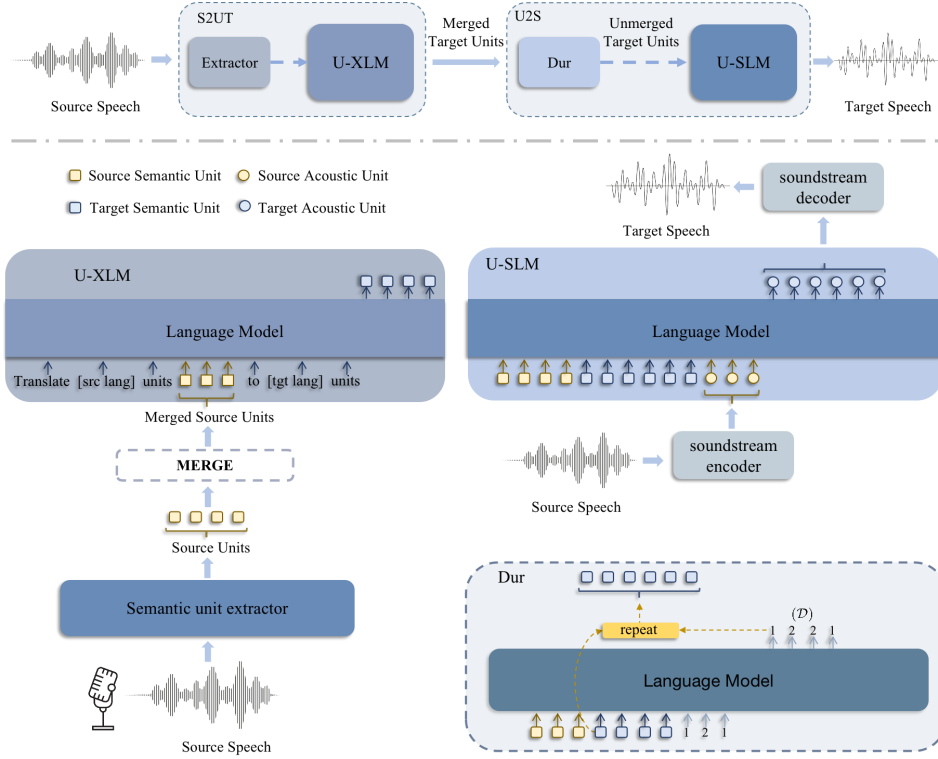 S2UT
Extractor
U-XLM
Merged
Target Units
U2S
Dur
Unmerged
Target Units
U-SLM
Source Speech
Target Speech
Source Semantic Unit
Source Acoustic Unit
Target Semantic Unit
Target Acoustic Unit
U-XLM
Language Model
Translate [src lang] units to [tgt lang] units
Merged Source Units
MERGE
Source Units
Semantic unit extractor
Source Speech
soundstream
decoder
Target Speech
U-SLM
Language Model
soundstream
encoder
Source Speech
Dur
(𝒟)
repeat
1 2 2 1
Language Model
1 2 1